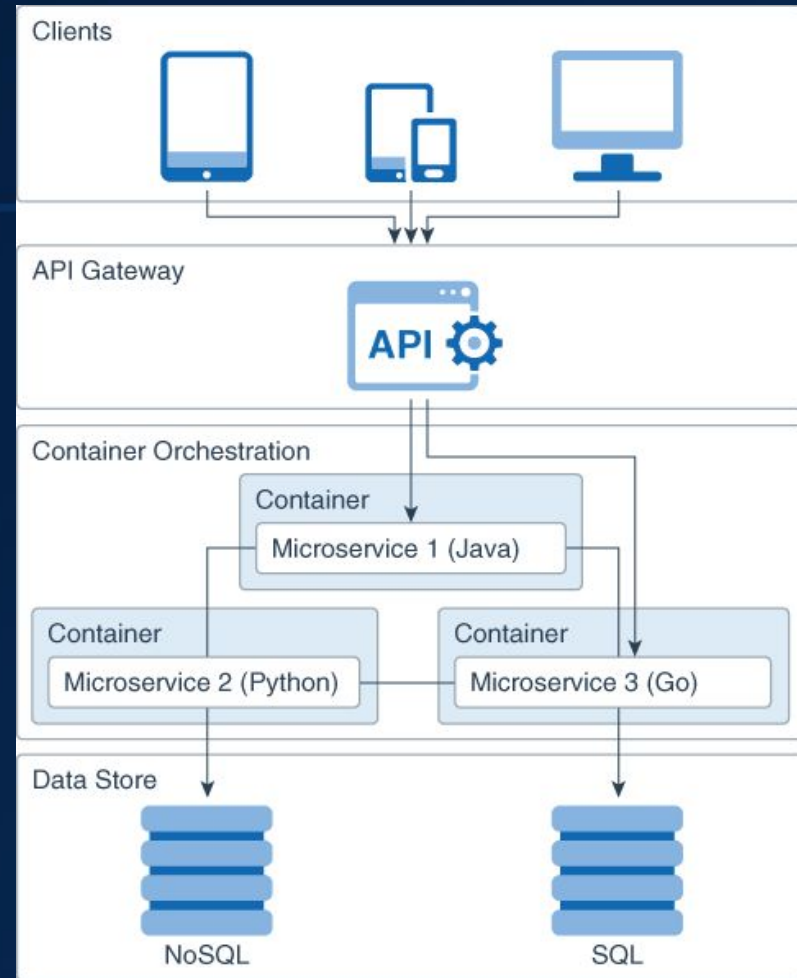 Clients
API Gateway
API
Container Orchestration
Container
Microservice 1 (Java)
Container
Microservice 2 (Python)
Container
Microservice 3 (Go)
Data Store
NoSQL
SQL